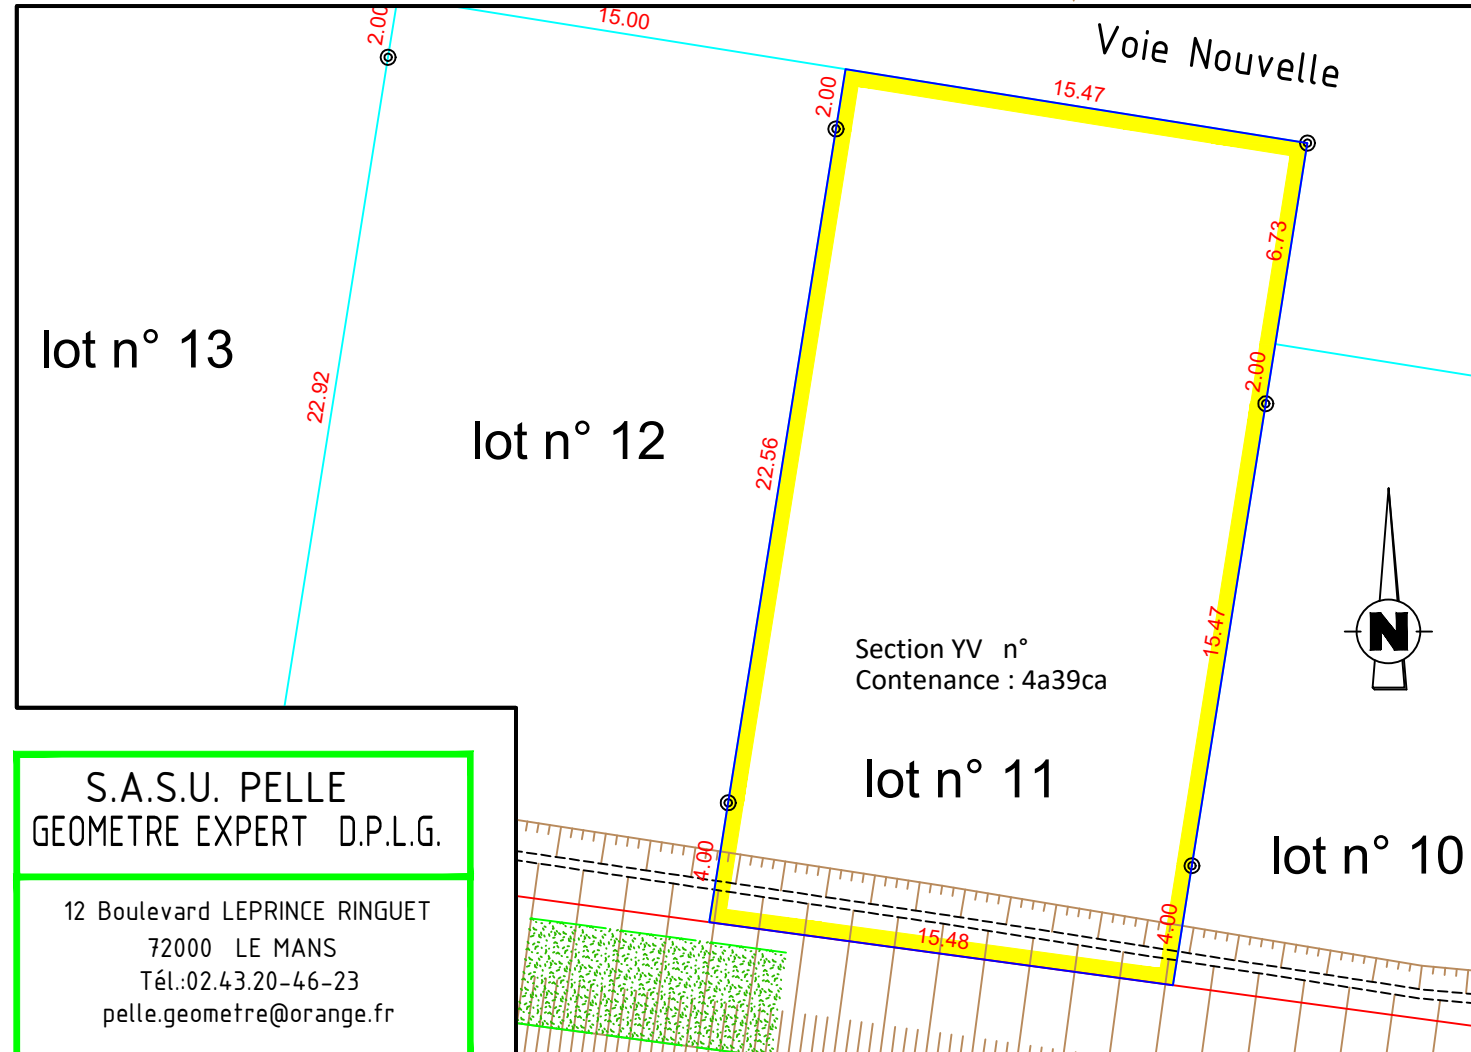 2.00
15.00
Voie Nouvelle
2.00
15.47
6.73
lot n° 13
22.92
2.00
lot n° 12
22.56
N
15.47
Section YV n°
Contenance : 4a39ca
lot n° 11
lot n° 10
4.00
4.00
15.48
S.A.S.U. PELLE
GEOMETRE EXPERT D.P.L.G.
12 Boulevard LEPRINCE RINGUET
72000 LE MANS
Tél.:02.43.20-46-23
pelle.geometre@orange.fr